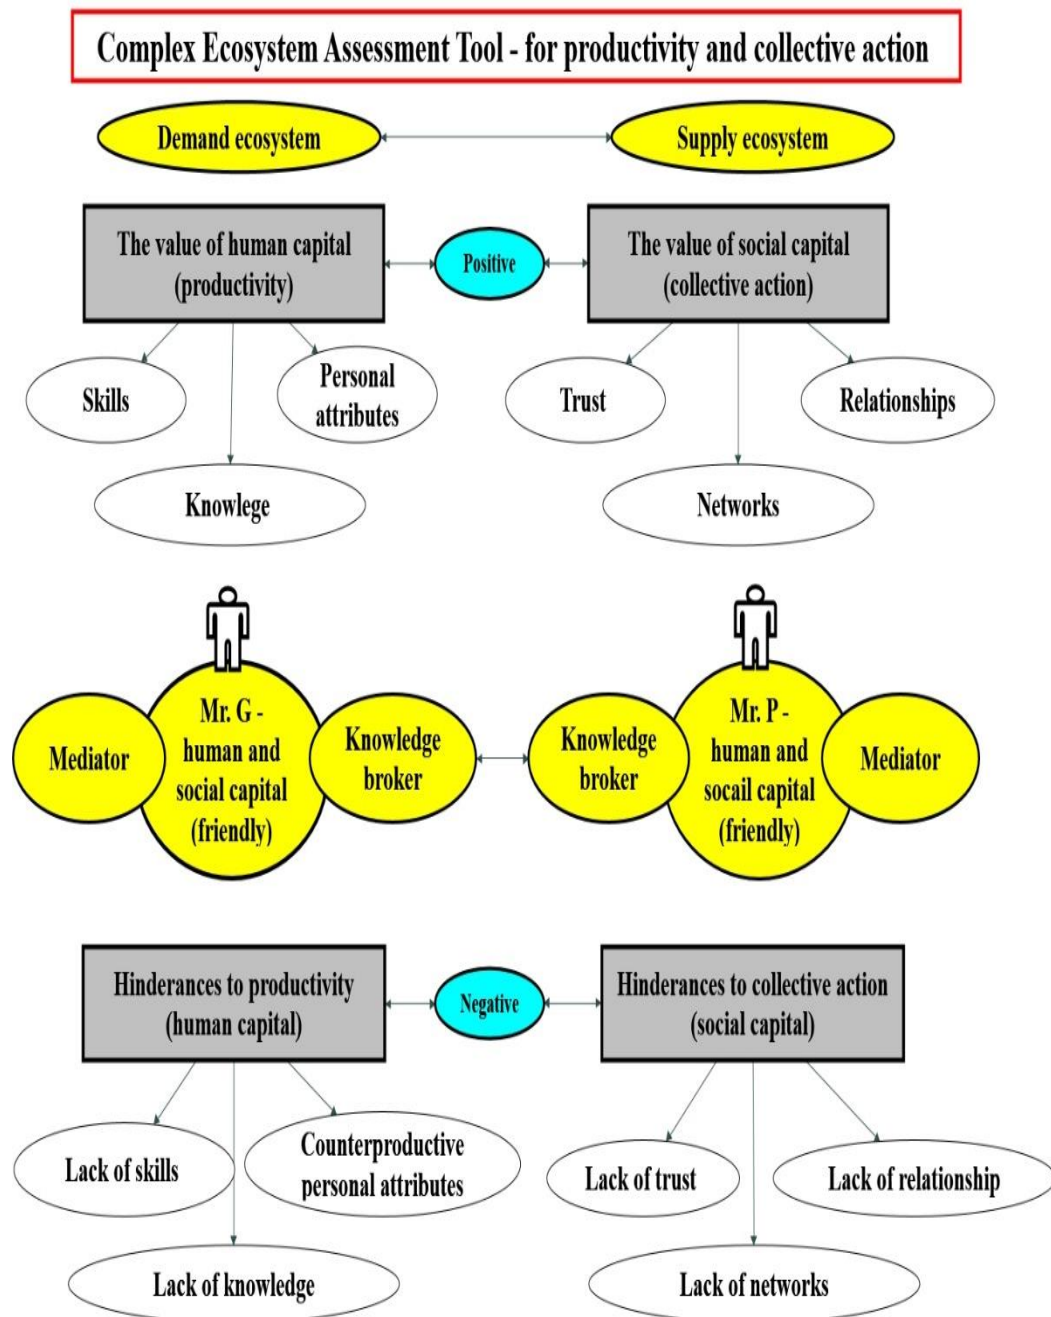 Complex Ecosystem Assessment Tool - for productivity and collective action
Demand ecosystem
Supply ecosystem
The value of human capital
(productivity)
Positive
The value of social capital
(collective action)
Skills
Personal
attributes
Knowlege
Trust
Relationships
Networks
Mediator
Mr. G -
human and
social capital
(friendly)
Knowledge
broker
Knowledge
broker
Mr. P -
human and
socail capital
(friendly)
Mediator
Hinderances to productivity
(human capital)
Negative
Hinderances to collective action
(social capital)
Lack of skills
Counterproductive
personal attributes
Lack of knowledge
Lack of trust
Lack of relationship
Lack of networks